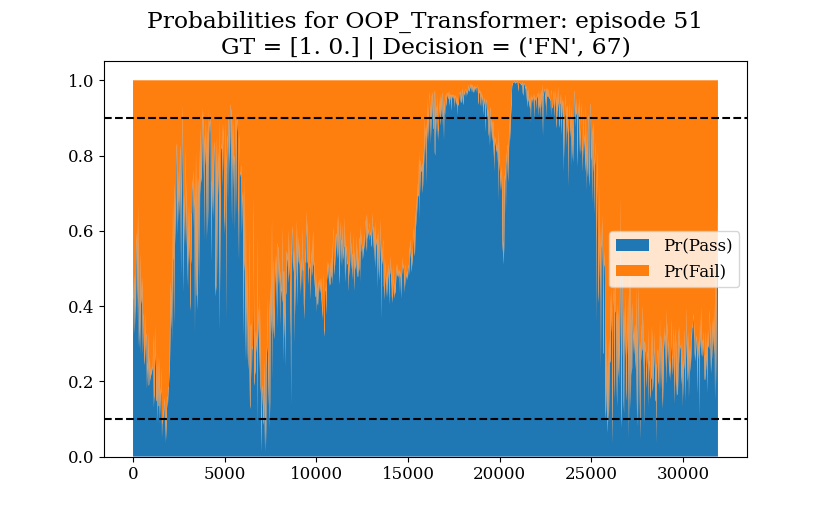 Probabilities for OOP_Transformer: episode 51
GT = [1. 0.] | Decision = ('FN', 67)
1.0
0.8
0.6
0.4
0.2
0.0
Pr(Pass)
Pr(Fail)
0 5000 10000 15000 20000 25000 30000